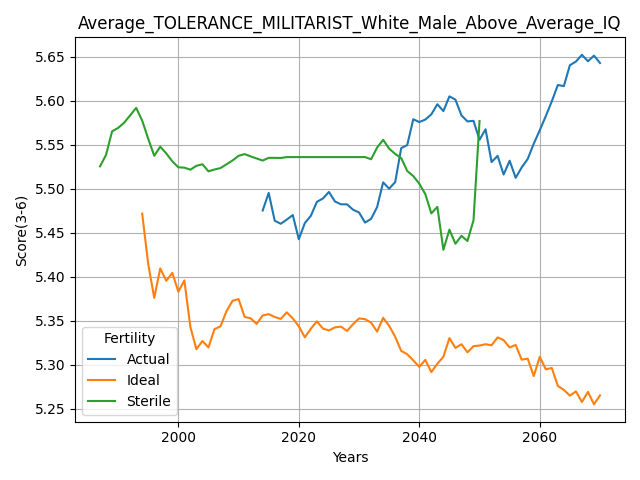 Average_TOLERANCE_MILITARIST_White_Male_Above_Average_IQ
Score(3-6)
5.65
5.60
5.55
5.50
5.45
5.40
5.35
5.30
5.25
Fertility
Actual
Ideal
Sterile
2000
2020
2040
2060
Years